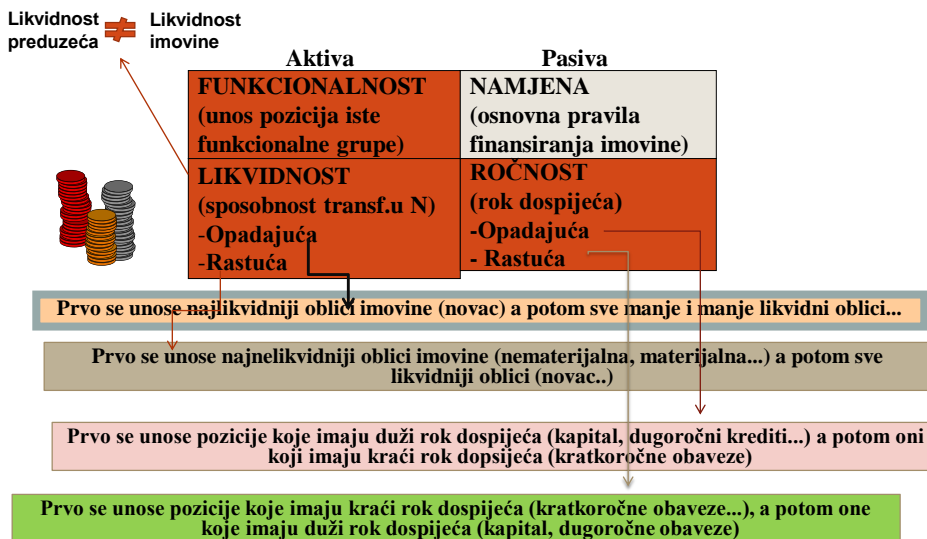 Likvidnost
preduzeća
≠
Likvidnost
imovine
Aktiva
Pasiva
FUNKCIONALNOST
(unos pozicija iste
funkcionalne grupe)
NAMJENA
(osnovna pravila
finansiranja imovine)
LIKVIDNOST
(sposobnost transf.u N)
-Opadajuća
-Rastuća
ROČNOST
(rok dospijeća)
-Opadajuća
- Rastuća
Prvo se unose najlikvidniji oblici imovine (novac) a potom sve manje i manje likvidni oblici...
Prvo se unose najnelikvidniji oblici imovine (nematerijalna, materijalna...) a potom sve
likvidniji oblici (novac..)
Prvo se unose pozicije koje imaju duži rok dospijeća (kapital, dugoročni krediti...) a potom oni
koji imaju kraći rok dopsijeća (kratkoročne obaveze)
Prvo se unose pozicije koje imaju kraći rok dospijeća (kratkoročne obaveze...), a potom one
koje imaju duži rok dospijeća (kapital, dugoročne obaveze)